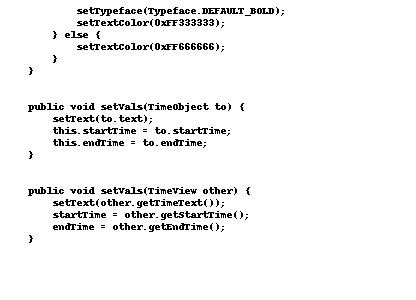 setTypeface(Typeface.DEFAULT_BOLD);
setTextColor(0xFF333333);
} else {
setTextColor(0xFF666666);
}
}
public void setVals(TimeObject to) {
setText(to.text);
this.startTime = to.startTime;
this.endTime = to.endTime;
}
public void setVals(TimeView other) {
setText(other.getTimeText());
startTime = other.getStartTime();
endTime = other.getEndTime();
}